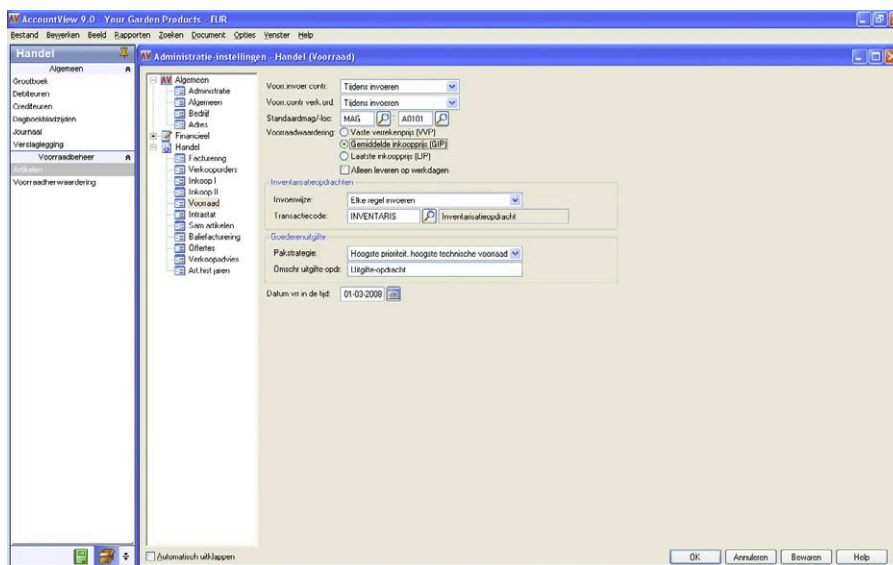 AccountView 9.0 - Your Garden Products - EUR
Bestand Bewerken Beeld Rapporten Zoeken Document Opties Venster Help
Handel
Algemeen
Grootboek
Debiteuren
Crediteuren
Dagboekbladzijden
Journaal
Verslaglegging
Voorraadbeheer
Artikelen
Voorraadherwaardering
Administratie-instellingen - Handel (Voorraad)
Algemeen
Administratie
Algemeen
Bedrijf
Adres
Financieel
Handel
Facturering
Verkooporders
Inkoop I
Inkoop II
Voorraad
Intrastat
Sam artikelen
Baliefacturering
Offertes
Verkoopadvies
Art.hist jaren
Automatisch uitklappen
Voorr.invoer contr.: Tijdens invoeren
Voorr.contr verk.ord.: Tijdens invoeren
Standaardmag/-loc: MAG : A0101
Voorraadwaardering: Vaste verrekenprijs (VVP)
Gemiddelde inkoopprijs (GIP)
Laatste inkoopprijs (LIP)
Alleen leveren op werkdagen
Inventarisatieopdrachten
Invoerwijze: Elke regel invoeren
Transactiecode: INVENTARIS Inventarisatieopdracht
Goederenuitgifte
Pakstrategie: Hoogste prioriteit, hoogste technische voorraad
Omschr uitgifte-opdr: Uitgifte-opdracht
Datum vrr in de tijd: 01-03-2008
OK Annuleren Bewaren Help